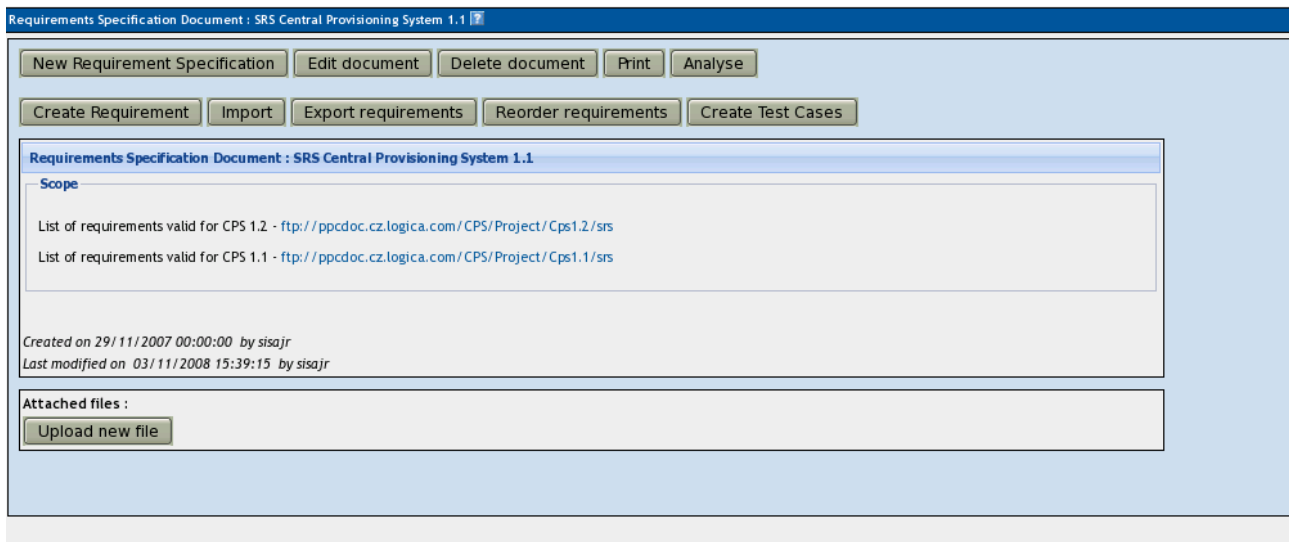 Requirements Specification Document : SRS Central Provisioning System 1.1 ?
New Requirement Specification Edit document Delete document Print Analyse
Create Requirement Import Export requirements Reorder requirements Create Test Cases
Requirements Specification Document : SRS Central Provisioning System 1.1
Scope
List of requirements valid for CPS 1.2 - ftp://ppcdoc.cz.logica.com/CPS/Project/Cps1.2/srs
List of requirements valid for CPS 1.1 - ftp://ppcdoc.cz.logica.com/CPS/Project/Cps1.1/srs
Created on 29/11/2007 00:00:00 by sisajr
Last modified on 03/11/2008 15:39:15 by sisajr
Attached files :
Upload new file